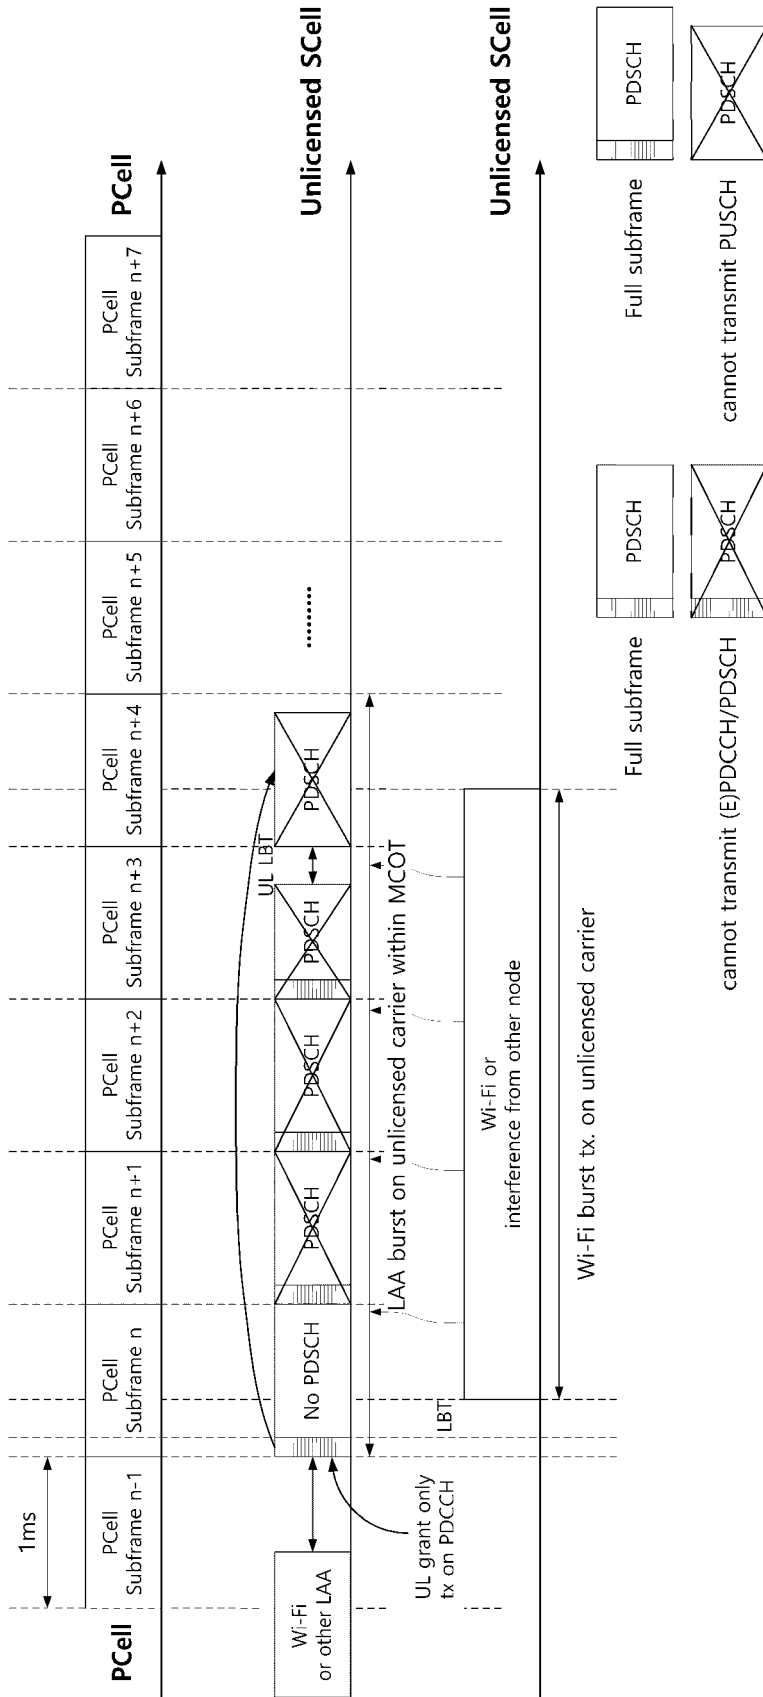 PCell
1ms
PCell
Subframe n-1
PCell
Subframe n
PCell
Subframe n+1
PCell
Subframe n+2
PCell
Subframe n+3
PCell
Subframe n+4
PCell
Subframe n+5
PCell
Subframe n+6
PCell
Subframe n+7
PCell
Wi-Fi
or other LAA
No PDSCH
PDSCH
PDSCH
PDSCH
UL LBT
PDSCH
.........
Unlicensed SCell
UL grant only
tx on PDCCH
LAA burst on unlicensed carrier within MCOT
LBT
Wi-Fi or
interference from other node
Unlicensed SCell
Wi-Fi burst tx. on unlicensed carrier
Full subframe
PDSCH
Full subframe
PDSCH
cannot transmit (E)PDCCH/PDSCH
PDSCH
cannot transmit PUSCH
PDSCH